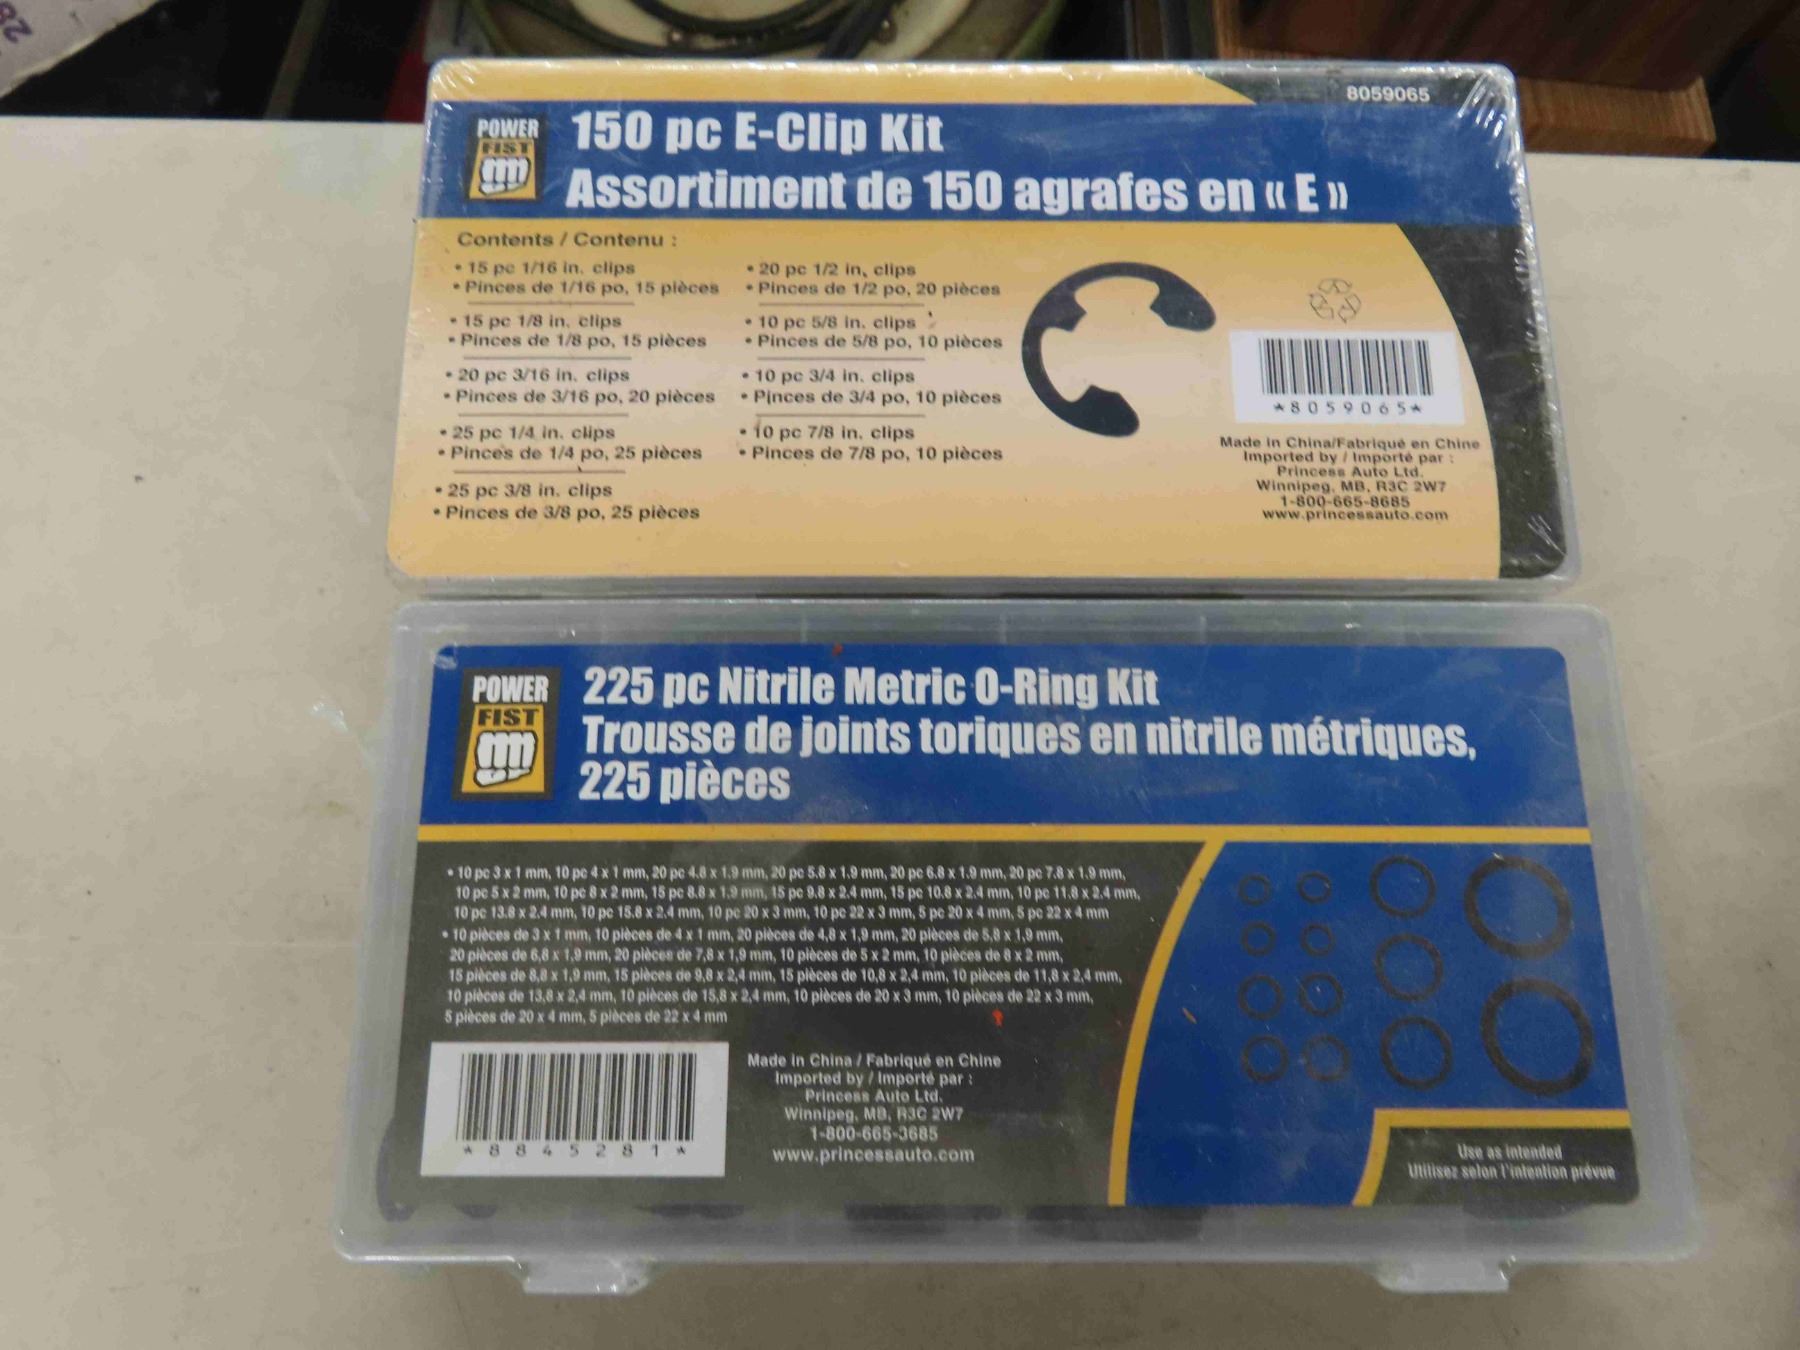 28
8059065
POWER
FIST
150 pc E-Clip Kit
Assortiment de 150 agrafes en « E »
Contents / Contenu :
• 15 pc 1/16 in. clips
• Pinces de 1/16 po, 15 pièces
• 15 pc 1/8 in. clips
• Pinces de 1/8 po, 15 pièces
• 20 pc 3/16 in. clips
• Pinces de 3/16 po, 20 pièces
• 25 pc 1/4 in. clips
• Pinces de 1/4 po, 25 pièces
• 25 pc 3/8 in. clips
• Pinces de 3/8 po, 25 pièces
• 20 pc 1/2 in. clips
• Pinces de 1/2 po, 20 pièces
• 10 pc 5/8 in. clips
• Pinces de 5/8 po, 10 pièces
• 10 pc 3/4 in. clips
• Pinces de 3/4 po, 10 pièces
• 10 pc 7/8 in. clips
• Pinces de 7/8 po, 10 pièces
*8059065*
Made in China/Fabriqué en Chine
Imported by / Importé par :
Princess Auto Ltd.
Winnipeg, MB, R3C 2W7
1-800-665-8685
www.princessauto.com
POWER
FIST
225 pc Nitrile Metric O-Ring Kit
Trousse de joints toriques en nitrile métriques,
225 pièces
• 10 pc 3 x 1 mm, 10 pc 4 x 1 mm, 20 pc 4.8 x 1.9 mm, 20 pc 5.8 x 1.9 mm, 20 pc 6.8 x 1.9 mm, 20 pc 7.8 x 1.9 mm,
10 pc 5 x 2 mm, 10 pc 8 x 2 mm, 15 pc 8.8 x 1.9 mm, 15 pc 9.8 x 2.4 mm, 15 pc 10.8 x 2.4 mm, 10 pc 11.8 x 2.4 mm,
10 pc 13.8 x 2.4 mm, 10 pc 15.8 x 2.4 mm, 10 pc 20 x 3 mm, 10 pc 22 x 3 mm, 5 pc 20 x 4 mm, 5 pc 22 x 4 mm
• 10 pièces de 3 x 1 mm, 10 pièces de 4 x 1 mm, 20 pièces de 4,8 x 1,9 mm, 20 pièces de 5,8 x 1,9 mm,
20 pièces de 6,8 x 1,9 mm, 20 pièces de 7,8 x 1,9 mm, 10 pièces de 5 x 2 mm, 10 pièces de 8 x 2 mm,
15 pièces de 8,8 x 1,9 mm, 15 pièces de 9,8 x 2,4 mm, 15 pièces de 10,8 x 2,4 mm, 10 pièces de 11,8 x 2,4 mm,
10 pièces de 13,8 x 2,4 mm, 10 pièces de 15,8 x 2,4 mm, 10 pièces de 20 x 3 mm, 10 pièces de 22 x 3 mm,
5 pièces de 20 x 4 mm, 5 pièces de 22 x 4 mm
*8845281*
Made in China / Fabriqué en Chine
Imported by / Importé par :
Princess Auto Ltd.
Winnipeg, MB, R3C 2W7
1-800-665-3685
www.princessauto.com
Use as intended
Utilisez selon l'intention prévue